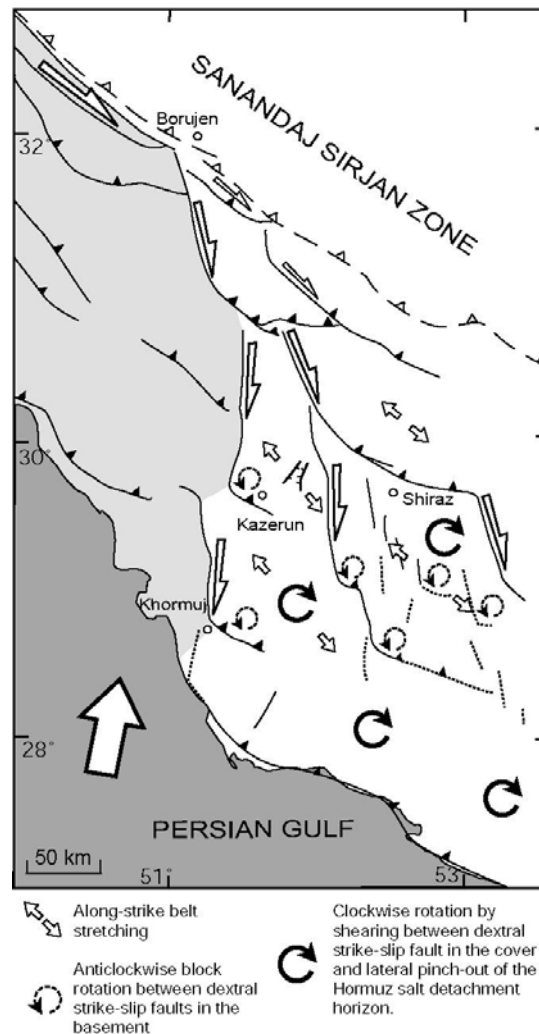 SANANDAJ SIRJAN ZONE
Borujen
32°
30°
Shiraz
Kazerun
Khormuj
28°
PERSIAN GULF
50 km
51°
53
Along-strike belt
stretching
Anticlockwise block
rotation between dextral
strike-slip faults in the
basement
Clockwise rotation by
shearing between dextral
strike-slip fault in the cover
and lateral pinch-out of the
Hormuz salt detachment
horizon.